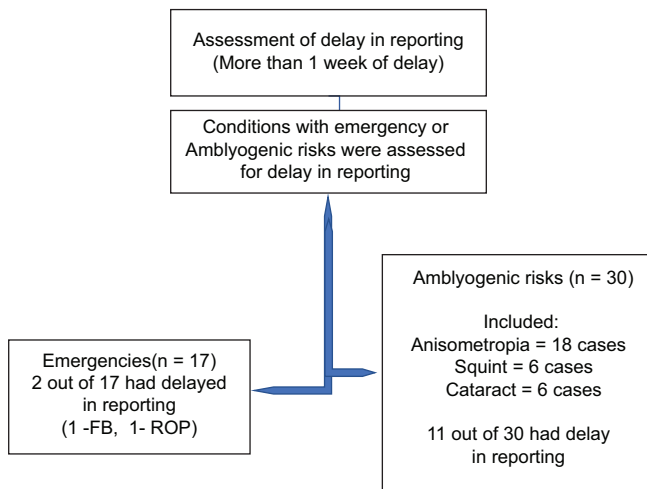 Assessment of delay in reporting
(More than 1 week of delay)
Conditions with emergency or
Amblyogenic risks were assessed
for delay in reporting
Emergencies(n = 17)
2 out of 17 had delayed
in reporting
(1 -FB, 1- ROP)
Amblyogenic risks (n = 30)
Included:
Anisometropia = 18 cases
Squint = 6 cases
Cataract = 6 cases
11 out of 30 had delay
in reporting